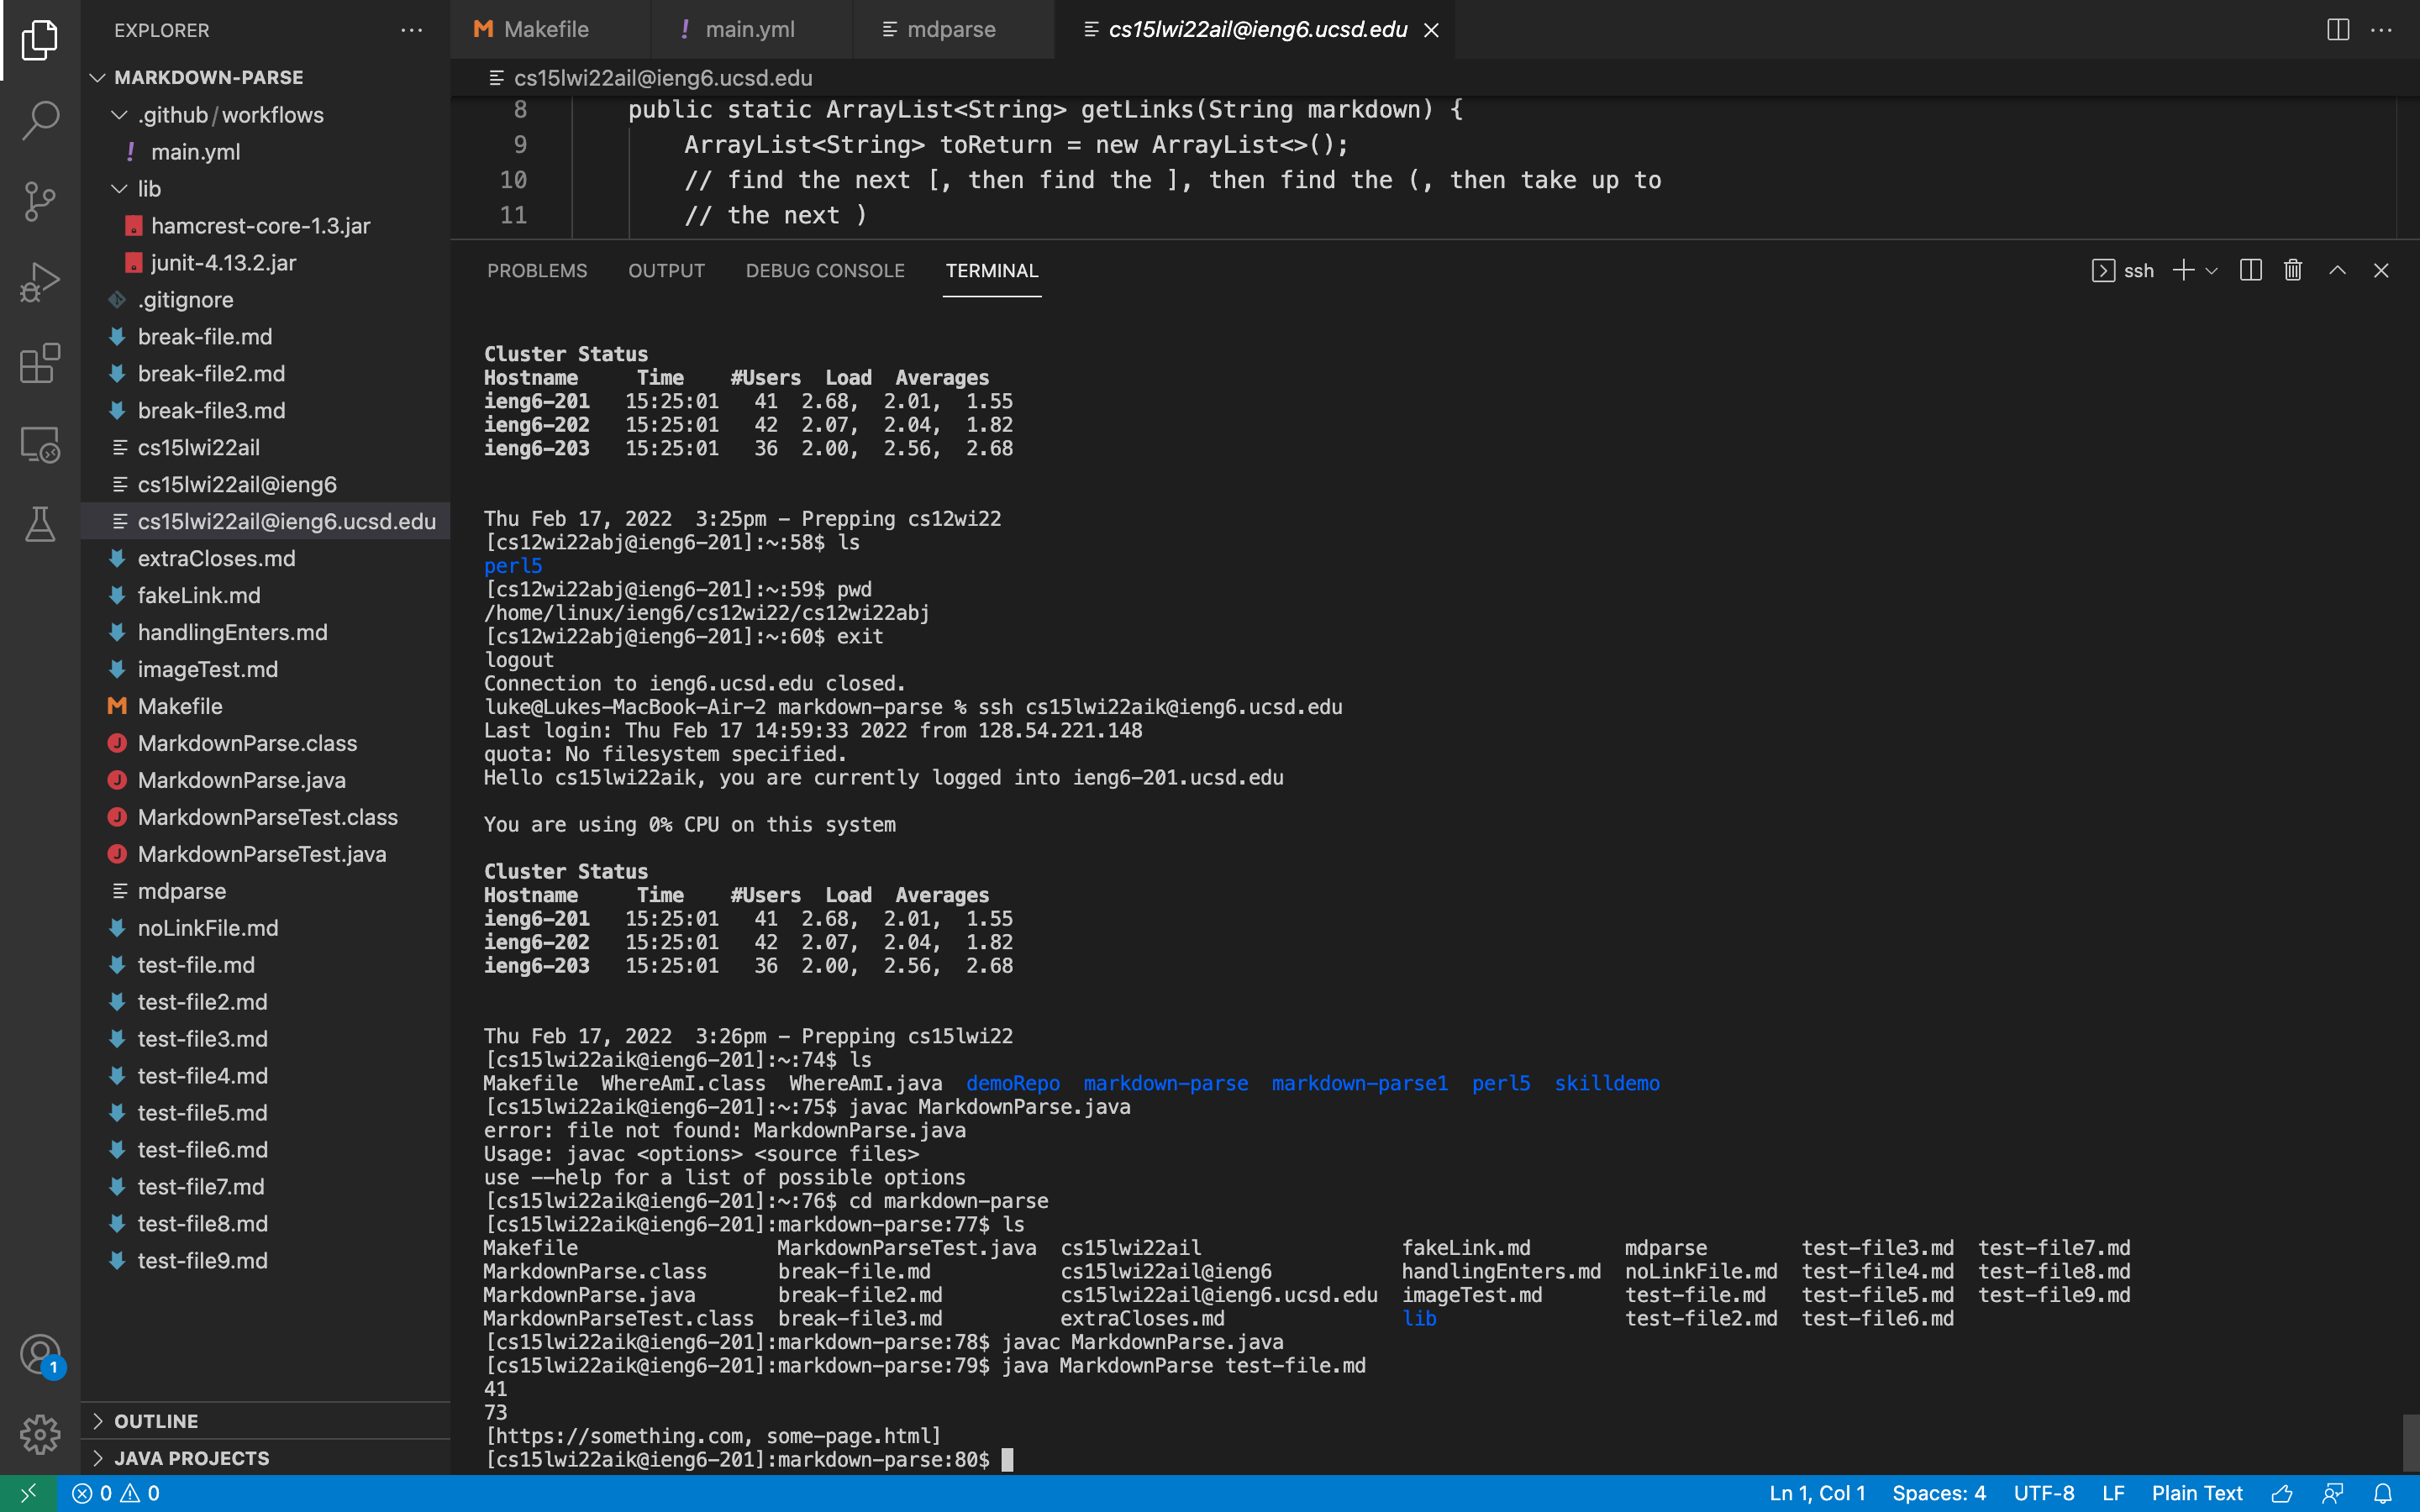 EXPLORER
MARKDOWN-PARSE
.github/workflows
! main.yml
lib
hamcrest-core-1.3.jar
junit-4.13.2.jar
.gitignore
break-file.md
break-file2.md
break-file3.md
cs15lwi22ail
cs15lwi22ail@ieng6
cs15lwi22ail@ieng6.ucsd.edu
extraCloses.md
fakeLink.md
handlingEnters.md
imageTest.md
M Makefile
J MarkdownParse.class
J MarkdownParse.java
J MarkdownParseTest.class
J MarkdownParseTest.java
mdparse
noLinkFile.md
test-file.md
test-file2.md
test-file3.md
test-file4.md
test-file5.md
test-file6.md
test-file7.md
test-file8.md
test-file9.md
OUTLINE
JAVA PROJECTS
1
M Makefile ! main.yml mdparse cs15lwi22ail@ieng6.ucsd.edu
cs15lwi22ail@ieng6.ucsd.edu
8 public static ArrayList<String> getLinks(String markdown) {
9 ArrayList<String> toReturn = new ArrayList<>();
10 // find the next [, then find the ], then find the (, then take up to
11 // the next )
PROBLEMS OUTPUT DEBUG CONSOLE TERMINAL ssh
Cluster Status
Hostname Time #Users Load Averages
ieng6-201 15:25:01 41 2.68, 2.01, 1.55
ieng6-202 15:25:01 42 2.07, 2.04, 1.82
ieng6-203 15:25:01 36 2.00, 2.56, 2.68
Thu Feb 17, 2022 3:25pm - Prepping cs12wi22
[cs12wi22abj@ieng6-201]:~:58$ ls
perl5
[cs12wi22abj@ieng6-201]:~:59$ pwd
/home/linux/ieng6/cs12wi22/cs12wi22abj
[cs12wi22abj@ieng6-201]:~:60$ exit
logout
Connection to ieng6.ucsd.edu closed.
luke@Lukes-MacBook-Air-2 markdown-parse % ssh cs15lwi22aik@ieng6.ucsd.edu
Last login: Thu Feb 17 14:59:33 2022 from 128.54.221.148
quota: No filesystem specified.
Hello cs15lwi22aik, you are currently logged into ieng6-201.ucsd.edu
You are using 0% CPU on this system
Cluster Status
Hostname Time #Users Load Averages
ieng6-201 15:25:01 41 2.68, 2.01, 1.55
ieng6-202 15:25:01 42 2.07, 2.04, 1.82
ieng6-203 15:25:01 36 2.00, 2.56, 2.68
Thu Feb 17, 2022 3:26pm - Prepping cs15lwi22
[cs15lwi22aik@ieng6-201]:~:74$ ls
Makefile WhereAmI.class WhereAmI.java demoRepo markdown-parse markdown-parse1 perl5 skilldemo
[cs15lwi22aik@ieng6-201]:~:75$ javac MarkdownParse.java
error: file not found: MarkdownParse.java
Usage: javac <options> <source files>
use --help for a list of possible options
[cs15lwi22aik@ieng6-201]:~:76$ cd markdown-parse
[cs15lwi22aik@ieng6-201]:markdown-parse:77$ ls
Makefile MarkdownParseTest.java cs15lwi22ail fakeLink.md mdparse test-file3.md test-file7.md
MarkdownParse.class break-file.md cs15lwi22ail@ieng6 handlingEnters.md noLinkFile.md test-file4.md test-file8.md
MarkdownParse.java break-file2.md cs15lwi22ail@ieng6.ucsd.edu imageTest.md test-file.md test-file5.md test-file9.md
MarkdownParseTest.class break-file3.md extraCloses.md lib test-file2.md test-file6.md
[cs15lwi22aik@ieng6-201]:markdown-parse:78$ javac MarkdownParse.java
[cs15lwi22aik@ieng6-201]:markdown-parse:79$ java MarkdownParse test-file.md
41
73
[https://something.com, some-page.html]
[cs15lwi22aik@ieng6-201]:markdown-parse:80$
0 0 Ln 1, Col 1 Spaces: 4 UTF-8 LF Plain Text